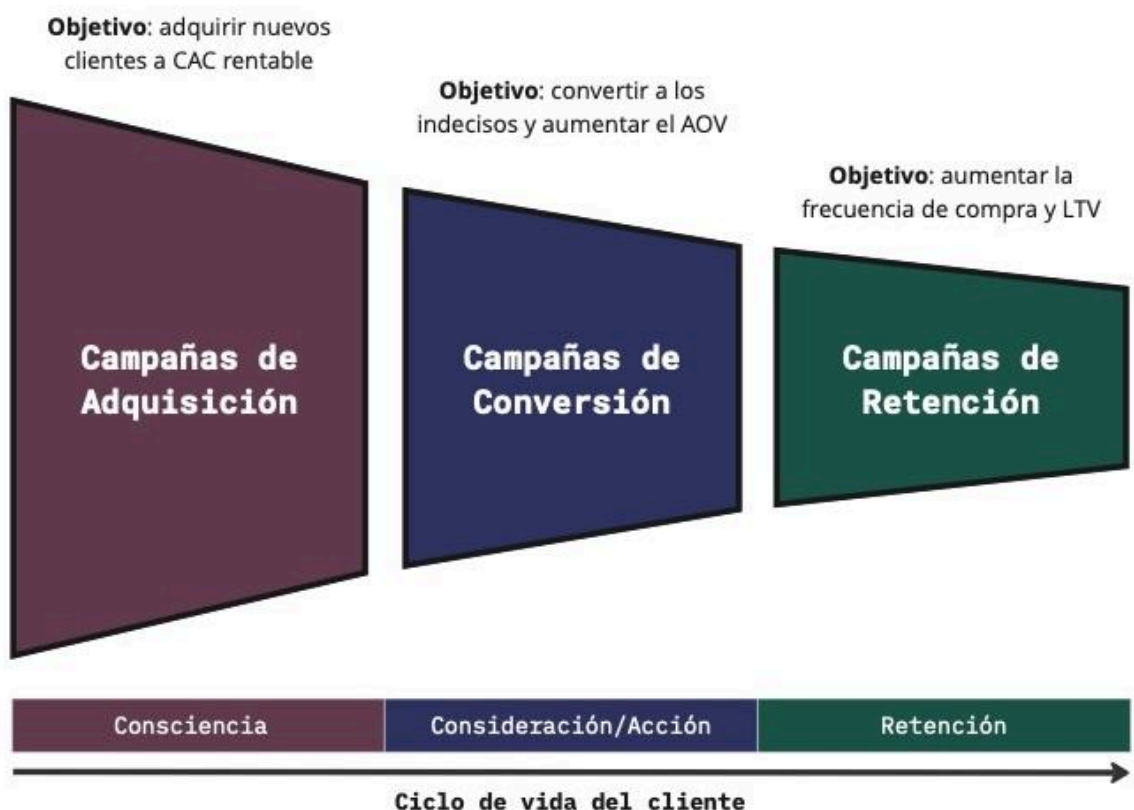 Objetivo: adquirir nuevos
clientes a CAC rentable
Objetivo: convertir a los
indecisos y aumentar el AOV
Objetivo: aumentar la
frecuencia de compra y LTV
Campañas de
Adquisición
Campañas de
Conversión
Campañas de
Retención
Consciencia
Consideración/Acción
Retención
Ciclo de vida del cliente